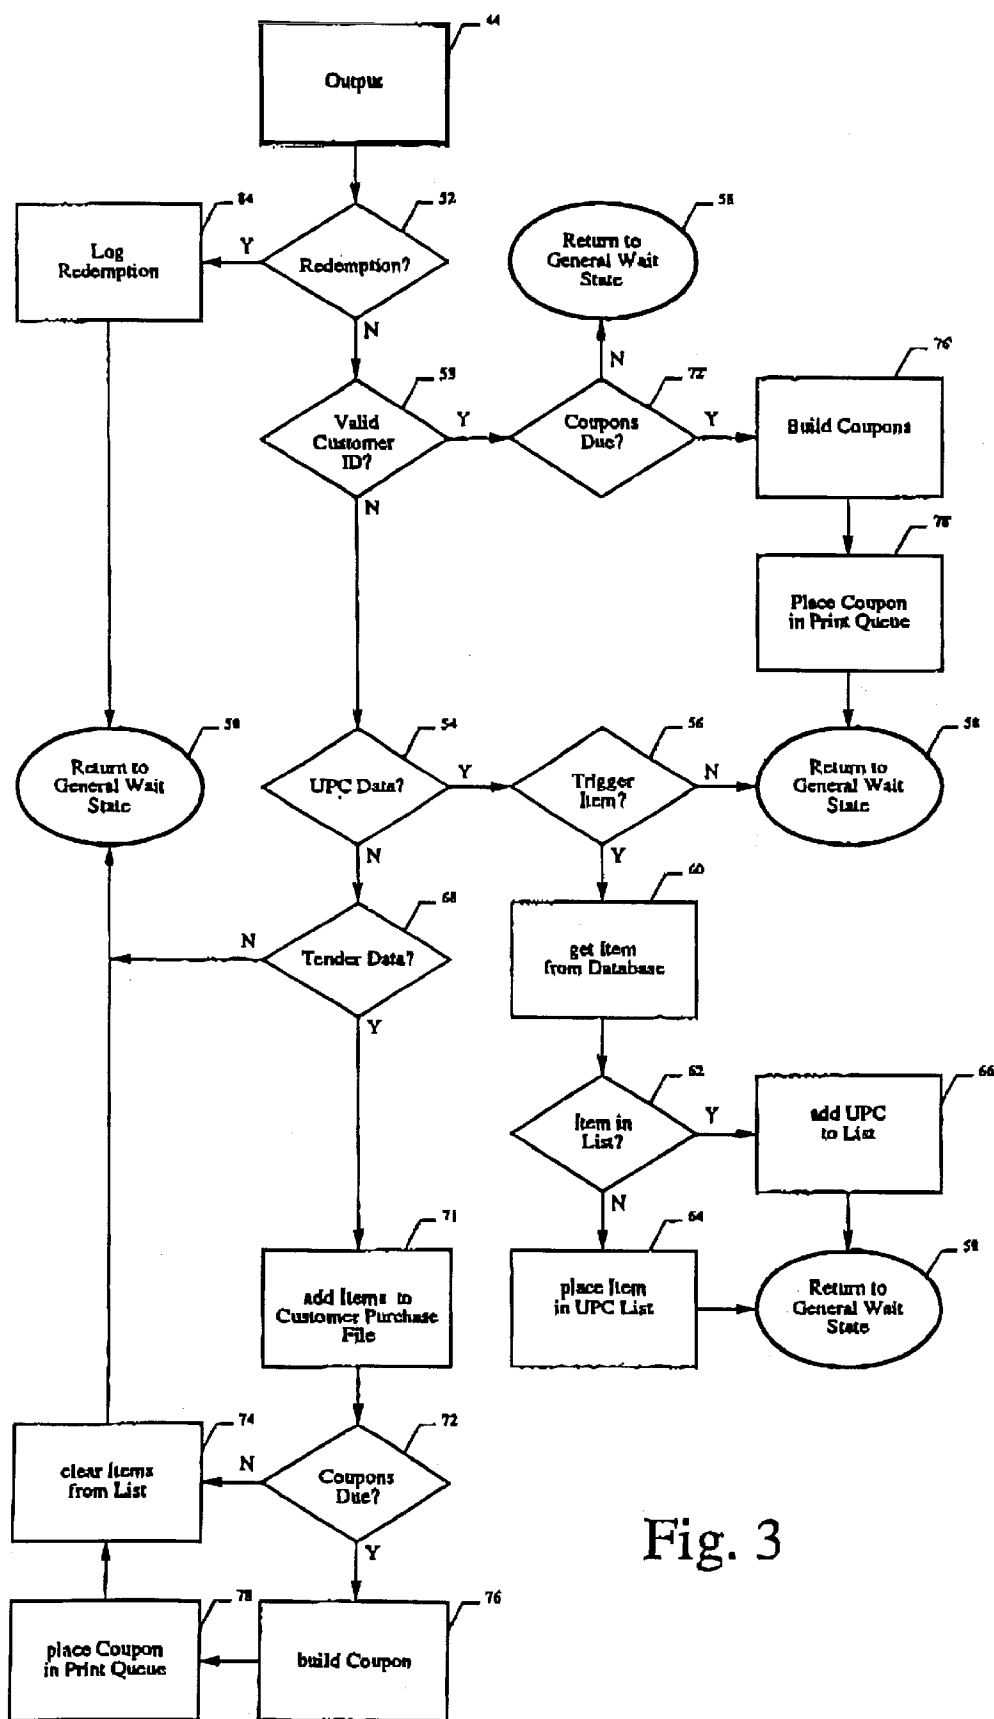 44
Output
84
Log
Redemption
Y
52
Redemption?
N
58
Return to
General Wait
State
N
53
Valid
Customer
ID?
Y
72
Coupons
Due?
Y
76
Build Coupons
N
78
Place Coupon
in Print Queue
58
Return to
General Wait
State
54
UPC Data?
Y
56
Trigger
Item?
N
58
Return to
General Wait
State
N
Y
68
Tender Data?
N
Y
60
get Item
from Database
62
Item in
List?
Y
66
add UPC
to List
N
71
add Items to
Customer Purchase
File
64
place Item
in UPC List
58
Return to
General Wait
State
74
clear Items
from List
N
72
Coupons
Due?
Y
Fig. 3
78
place Coupon
in Print Queue
76
build Coupon